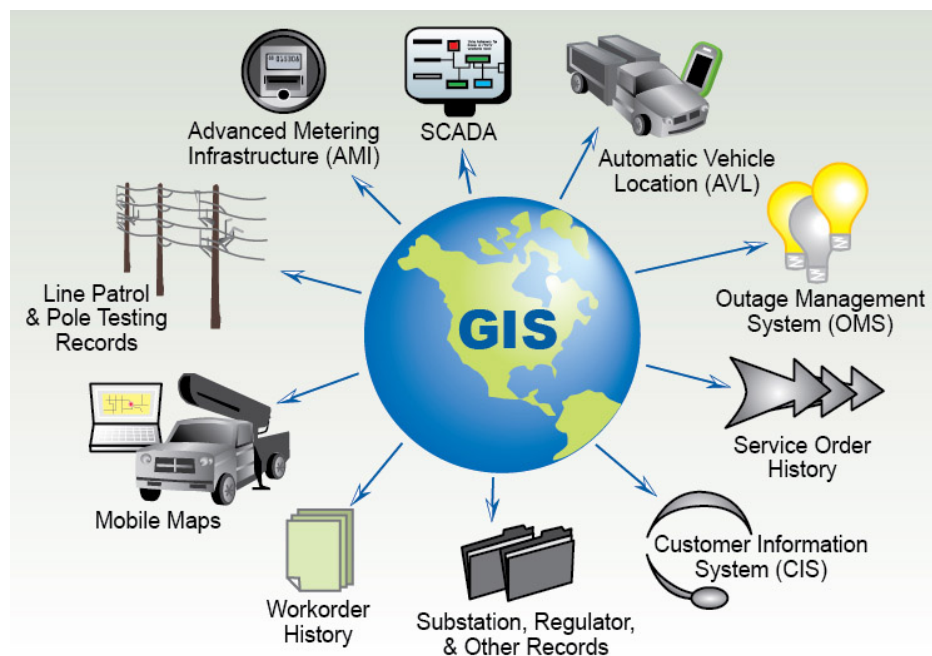 Advanced Metering
Infrastructure (AMI)
SCADA
Automatic Vehicle
Location (AVL)
Line Patrol
& Pole Testing
Records
GIS
Outage Management
System (OMS)
Mobile Maps
Service Order
History
Workorder
History
Substation, Regulator,
& Other Records
Customer Information
System (CIS)